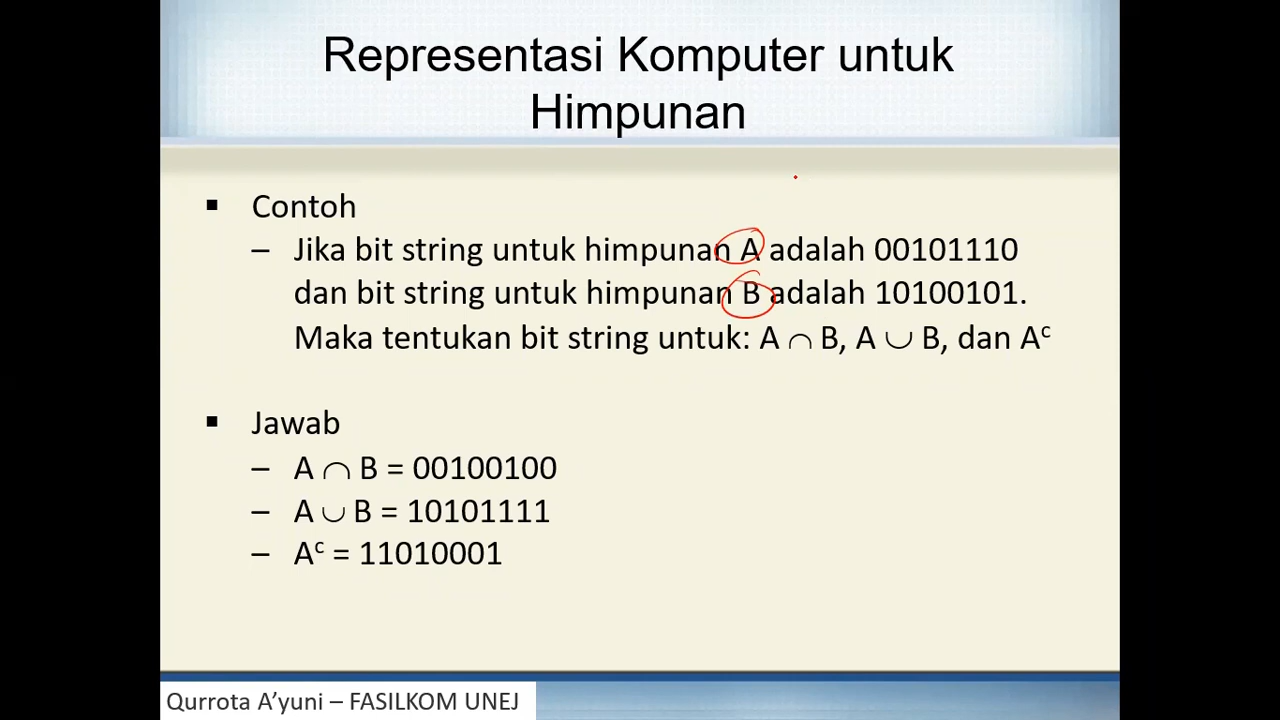 Representasi Komputer untuk
Himpunan
▪ Contoh
– Jika bit string untuk himpunan A adalah 00101110
dan bit string untuk himpunan B adalah 10100101.
Maka tentukan bit string untuk: A ∩ B, A ∪ B, dan Aᶜ
▪ Jawab
– A ∩ B = 00100100
– A ∪ B = 10101111
– Aᶜ = 11010001
Qurrota A’yuni – FASILKOM UNEJ